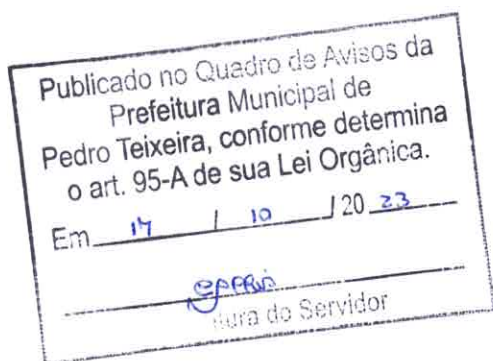 Publicado no Quadro de Avisos da
Prefeitura Municipal de
Pedro Teixeira, conforme determina
o art. 95-A de sua Lei Orgânica.
Em 17 / 10 / 20 23
do Servidor